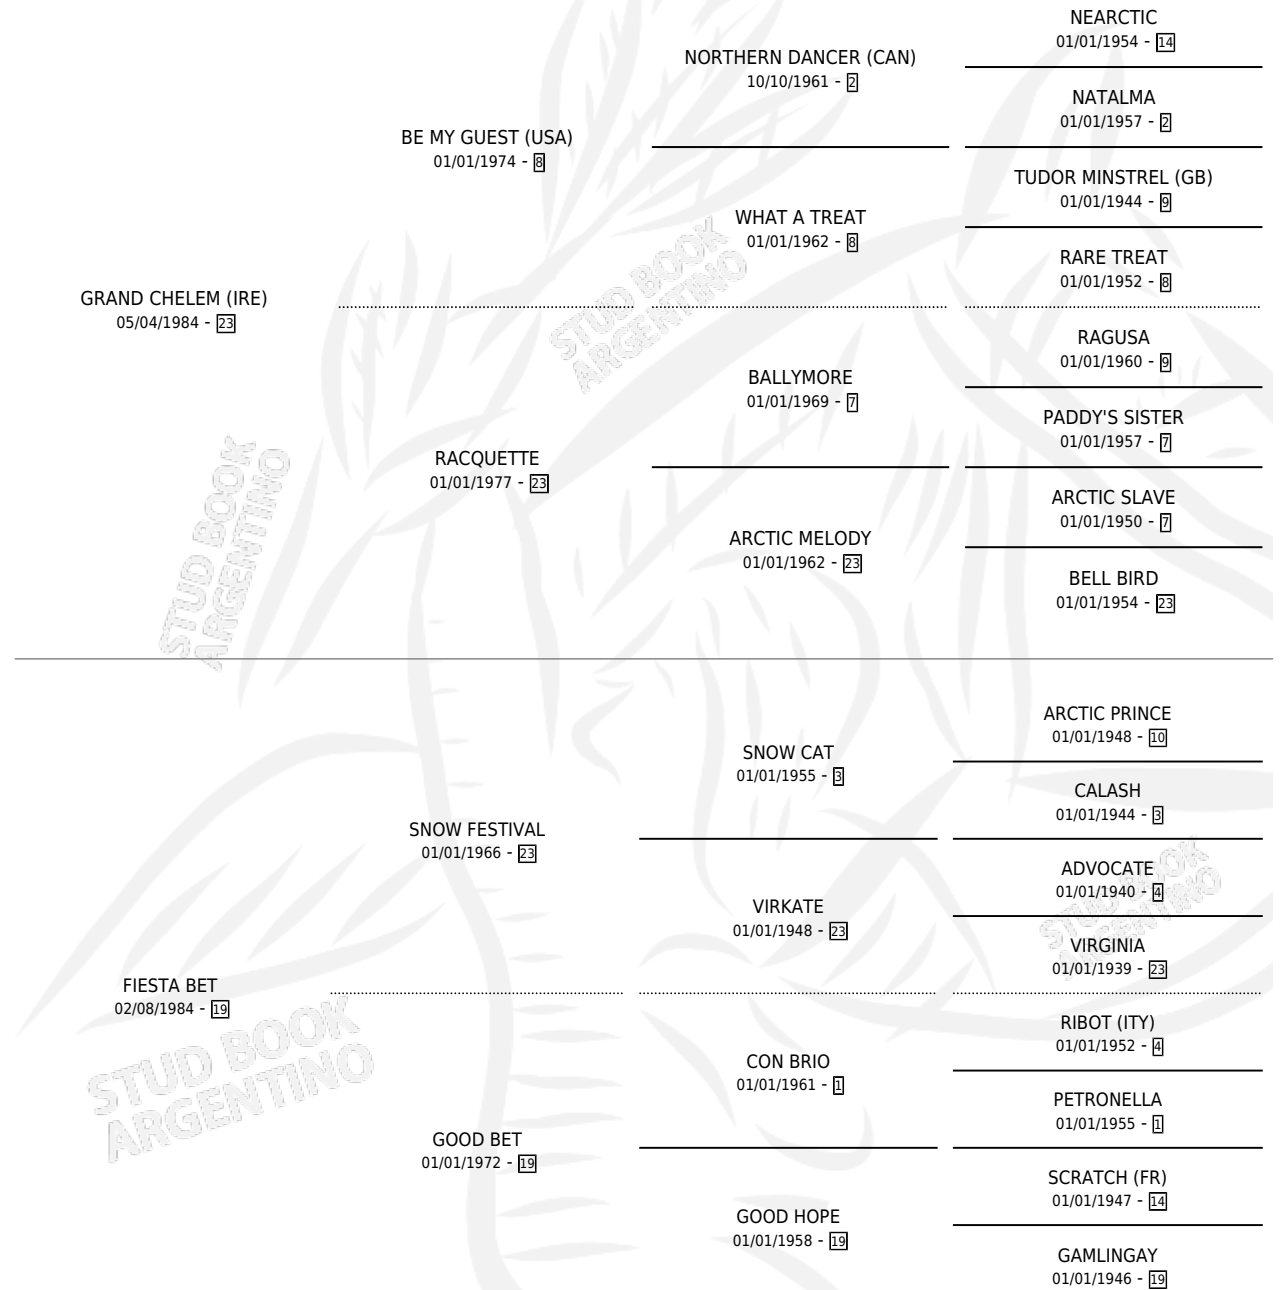 NEARCTIC
01/01/1954 - 14
NORTHERN DANCER (CAN)
10/10/1961 - 2
NATALMA
01/01/1957 - 2
BE MY GUEST (USA)
01/01/1974 - 8
TUDOR MINSTREL (GB)
01/01/1944 - 9
WHAT A TREAT
01/01/1962 - 8
RARE TREAT
01/01/1952 - 8
GRAND CHELEM (IRE)
05/04/1984 - 23
RAGUSA
01/01/1960 - 9
BALLYMORE
01/01/1969 - 7
PADDY'S SISTER
01/01/1957 - 7
RACQUETTE
01/01/1977 - 23
ARCTIC SLAVE
01/01/1950 - 7
ARCTIC MELODY
01/01/1962 - 23
BELL BIRD
01/01/1954 - 23
STUD BOOK
ARGENTINO
STUD BOOK
ARGENTINO
ARCTIC PRINCE
01/01/1948 - 10
SNOW CAT
01/01/1955 - 3
CALASH
01/01/1944 - 3
SNOW FESTIVAL
01/01/1966 - 23
ADVOCATE
01/01/1940 - 4
VIRKATE
01/01/1948 - 23
VIRGINIA
01/01/1939 - 23
FIESTA BET
02/08/1984 - 19
RIBOT (ITY)
01/01/1952 - 4
CON BRIO
01/01/1961 - 1
PETRONELLA
01/01/1955 - 1
GOOD BET
01/01/1972 - 19
SCRATCH (FR)
01/01/1947 - 14
GOOD HOPE
01/01/1958 - 19
GAMLINGAY
01/01/1946 - 19
STUD BOOK
ARGENTINO
STUD BOOK
ARGENTINO